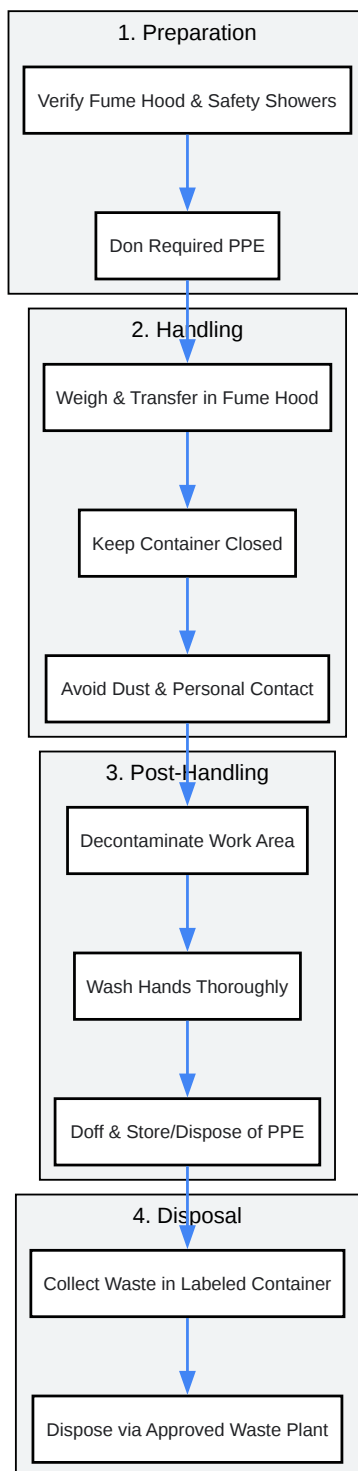 1. Preparation
Verify Fume Hood & Safety Showers
Don Required PPE
2. Handling
Weigh & Transfer in Fume Hood
Keep Container Closed
Avoid Dust & Personal Contact
3. Post-Handling
Decontaminate Work Area
Wash Hands Thoroughly
Doff & Store/Dispose of PPE
4. Disposal
Collect Waste in Labeled Container
Dispose via Approved Waste Plant